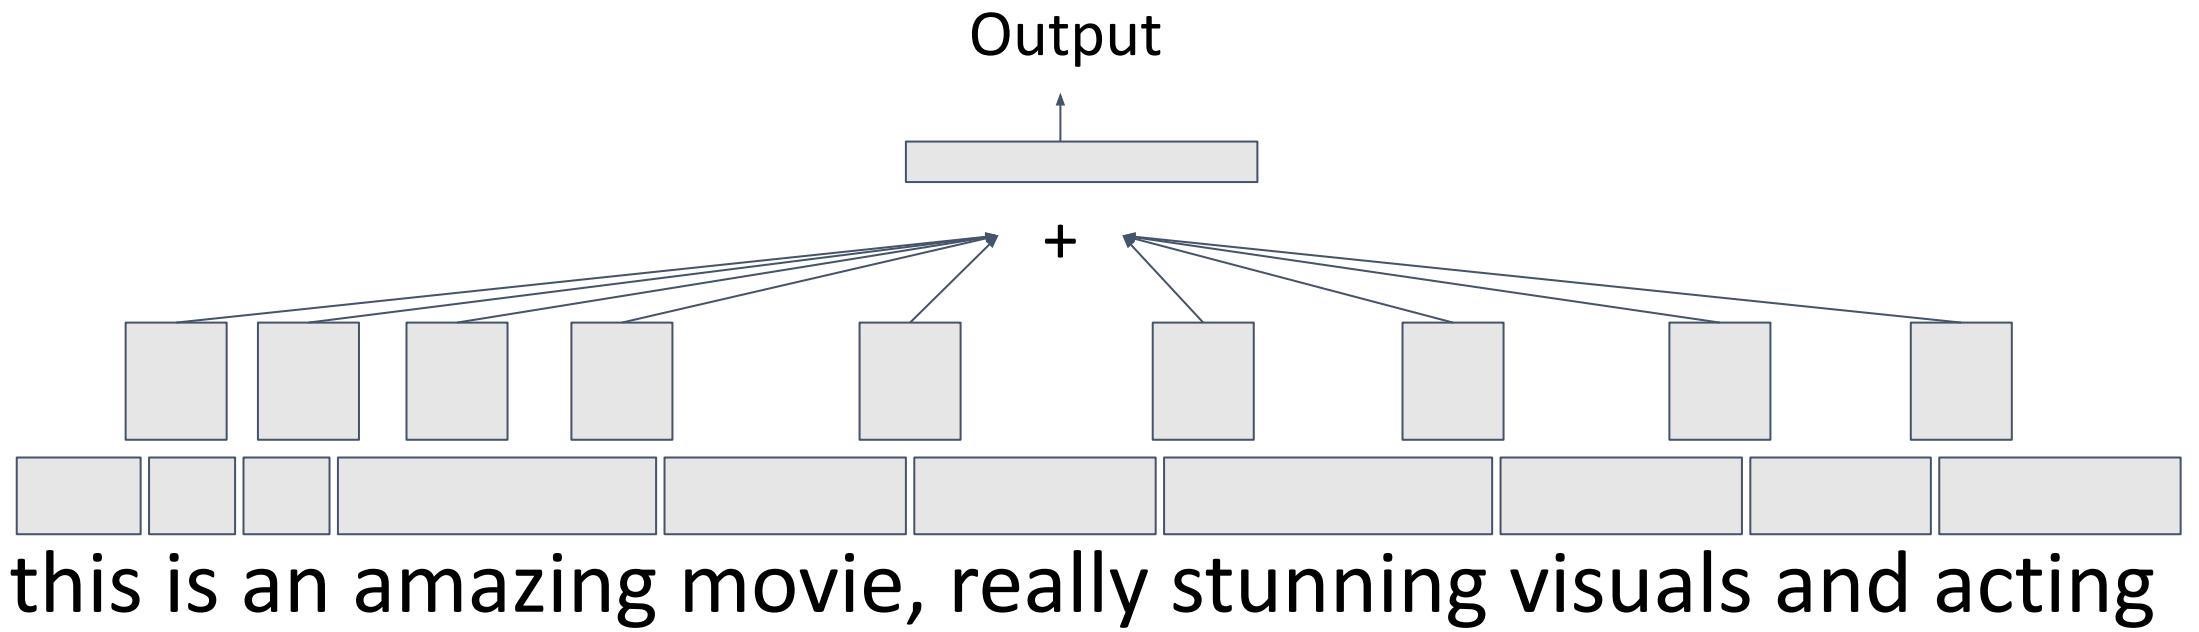 Output
+
this is an amazing movie, really stunning visuals and acting